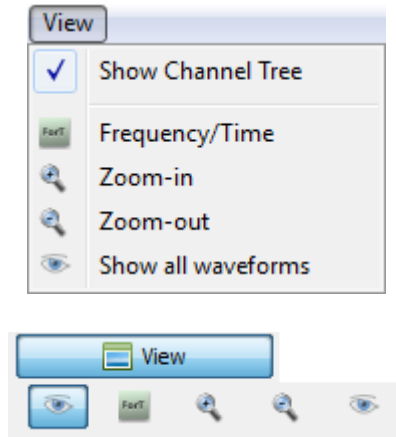 View
Show Channel Tree
ForT Frequency/Time
Zoom-in
Zoom-out
Show all waveforms
View
ForT